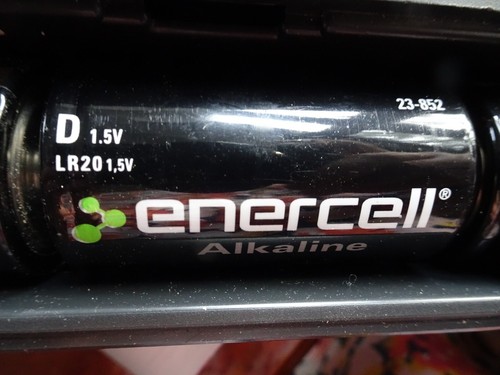 23-852
D 1.5V
LR20 1,5V
enercell®
Alkaline